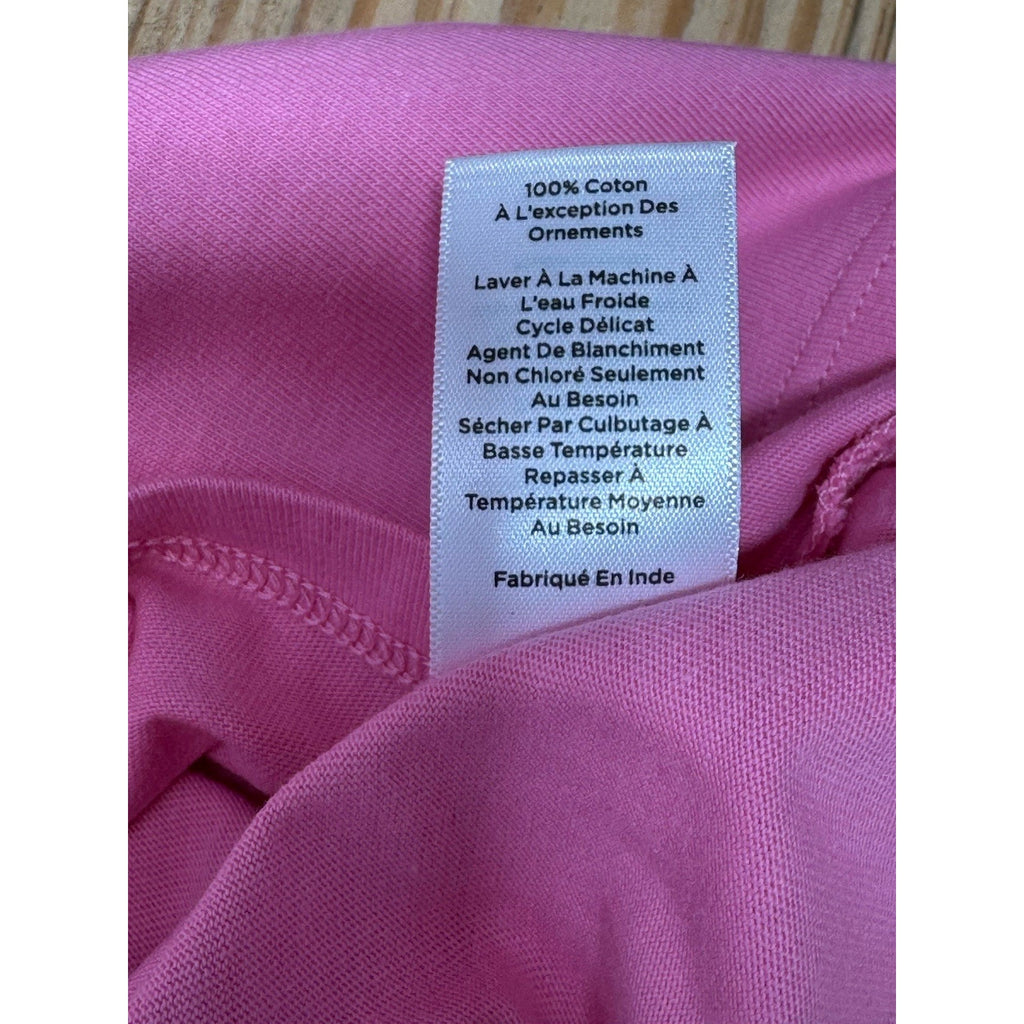 100% Coton
À L'exception Des
Ornements
Laver À La Machine À
L'eau Froide
Cycle Délicat
Agent De Blanchiment
Non Chloré Seulement
Au Besoin
Sécher Par Culbutage À
Basse Température
Repasser À
Température Moyenne
Au Besoin
Fabriqué En Inde